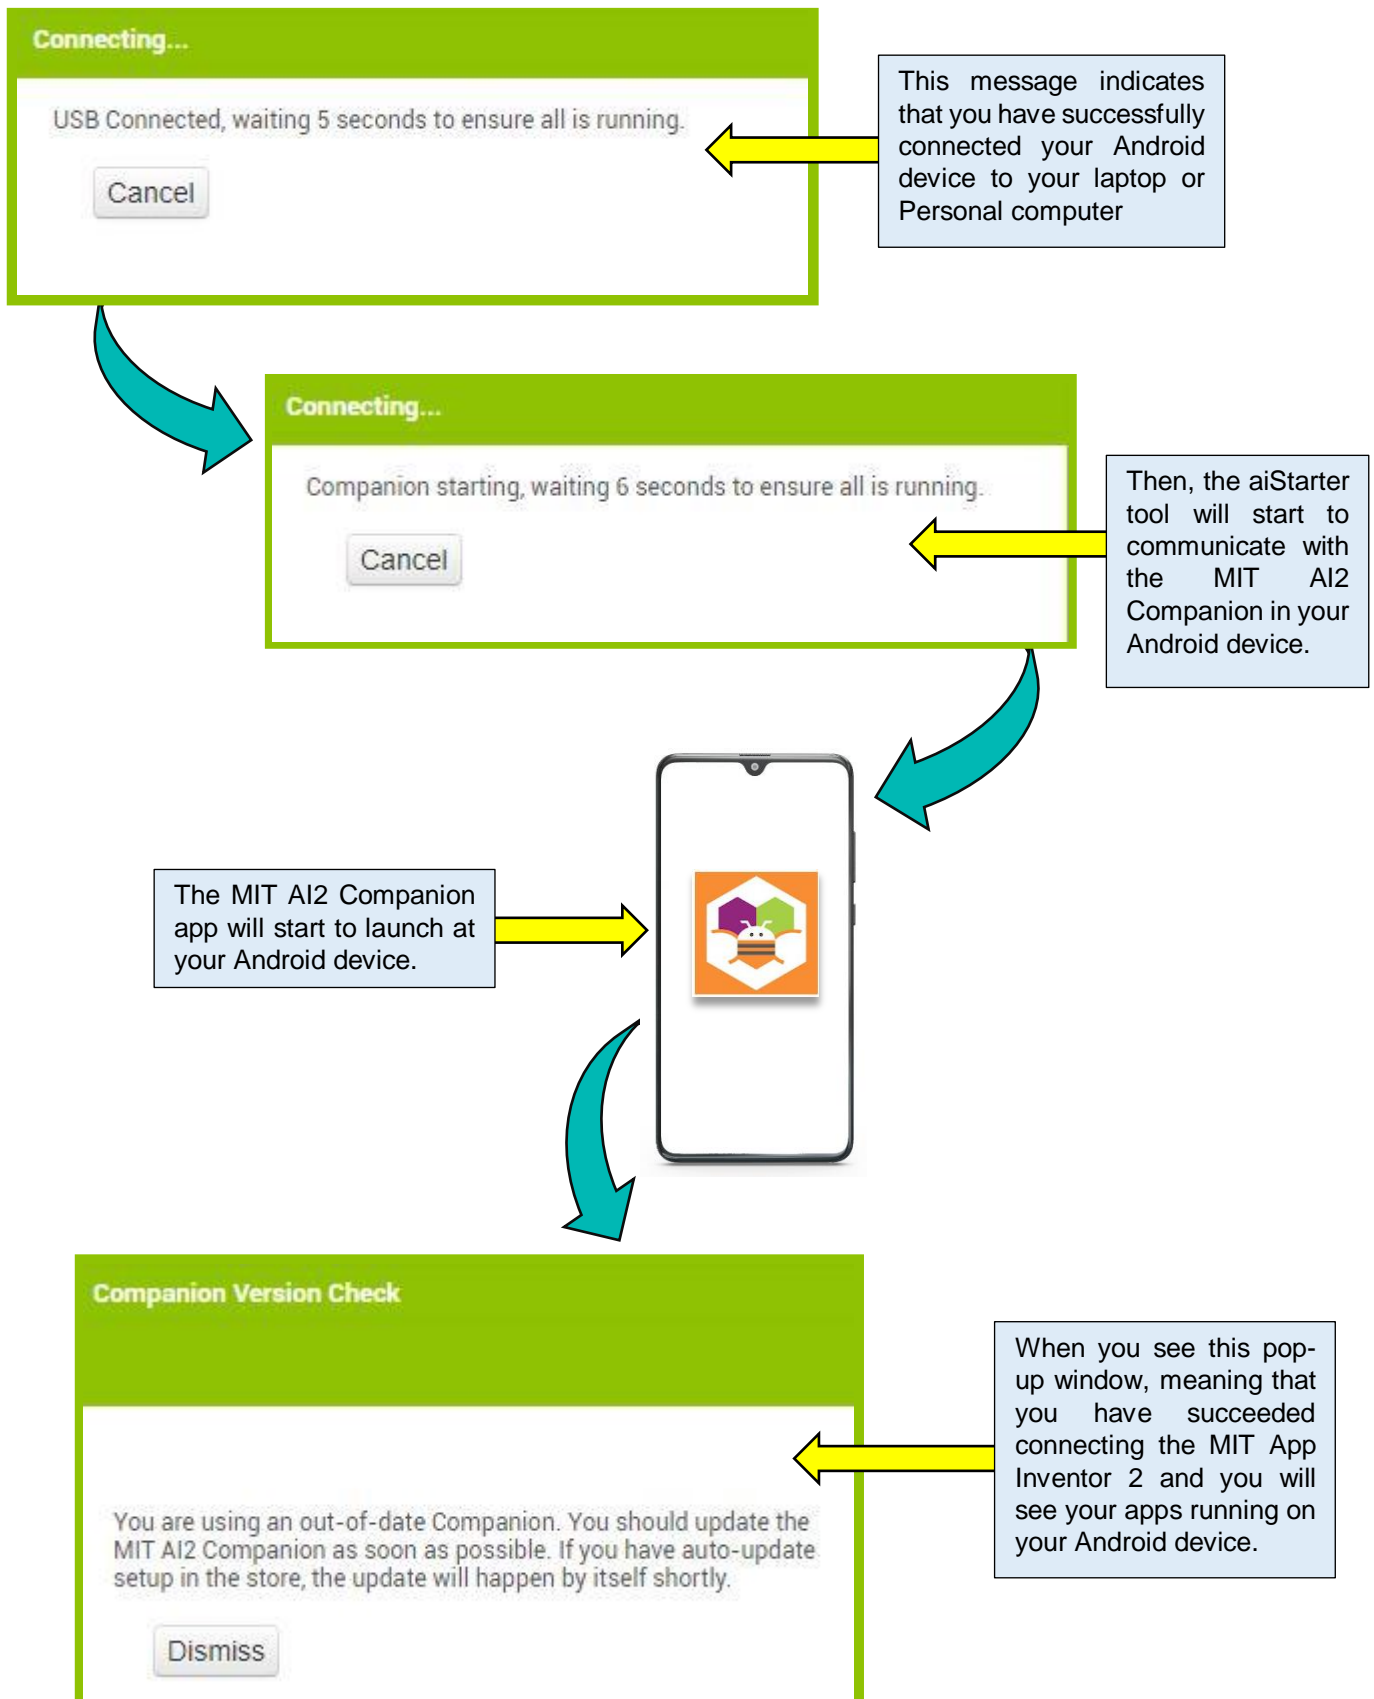 Connecting...
USB Connected, waiting 5 seconds to ensure all is running.
Cancel
This message indicates
that you have successfully
connected your Android
device to your laptop or
Personal computer
Connecting...
Companion starting, waiting 6 seconds to ensure all is running.
Cancel
Then, the aiStarter
tool will start to
communicate with
the MIT AI2
Companion in your
Android device.
The MIT AI2 Companion
app will start to launch at
your Android device.
Companion Version Check
You are using an out-of-date Companion. You should update the
MIT AI2 Companion as soon as possible. If you have auto-update
setup in the store, the update will happen by itself shortly.
Dismiss
When you see this pop-
up window, meaning that
you have succeeded
connecting the MIT App
Inventor 2 and you will
see your apps running on
your Android device.